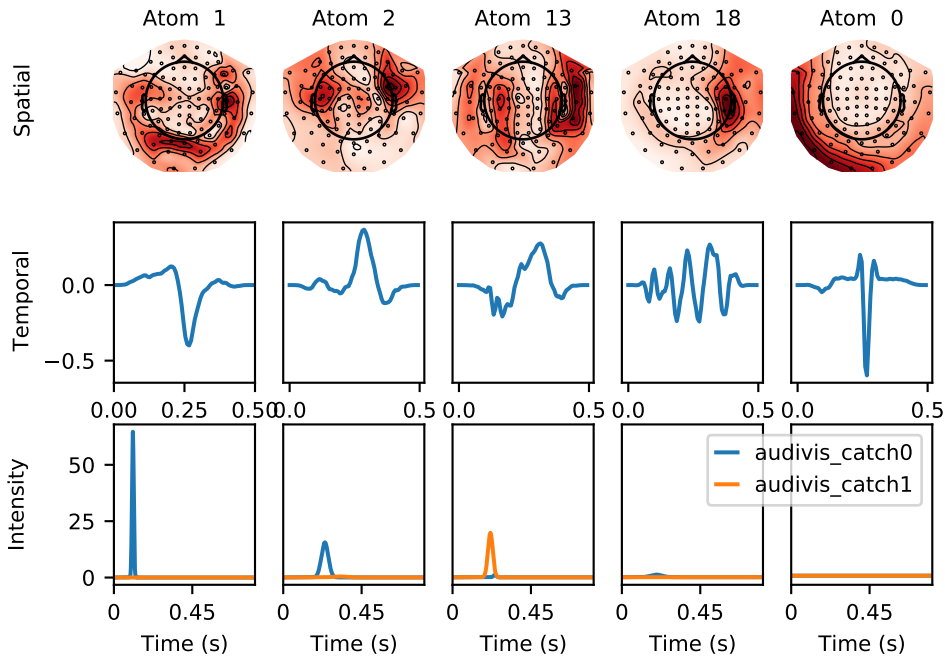 Atom 1 Atom 2 Atom 13 Atom 18 Atom 0
Spatial
Temporal
0.0
−0.5
0.00 0.25 0.50 0.0 0.5 0.0 0.5 0.0 0.5 0.0 0.5
Intensity
50
25
0
audivis_catch0
audivis_catch1
0 0.45 0 0.45 0 0.45 0 0.45 0 0.45
Time (s) Time (s) Time (s) Time (s) Time (s)